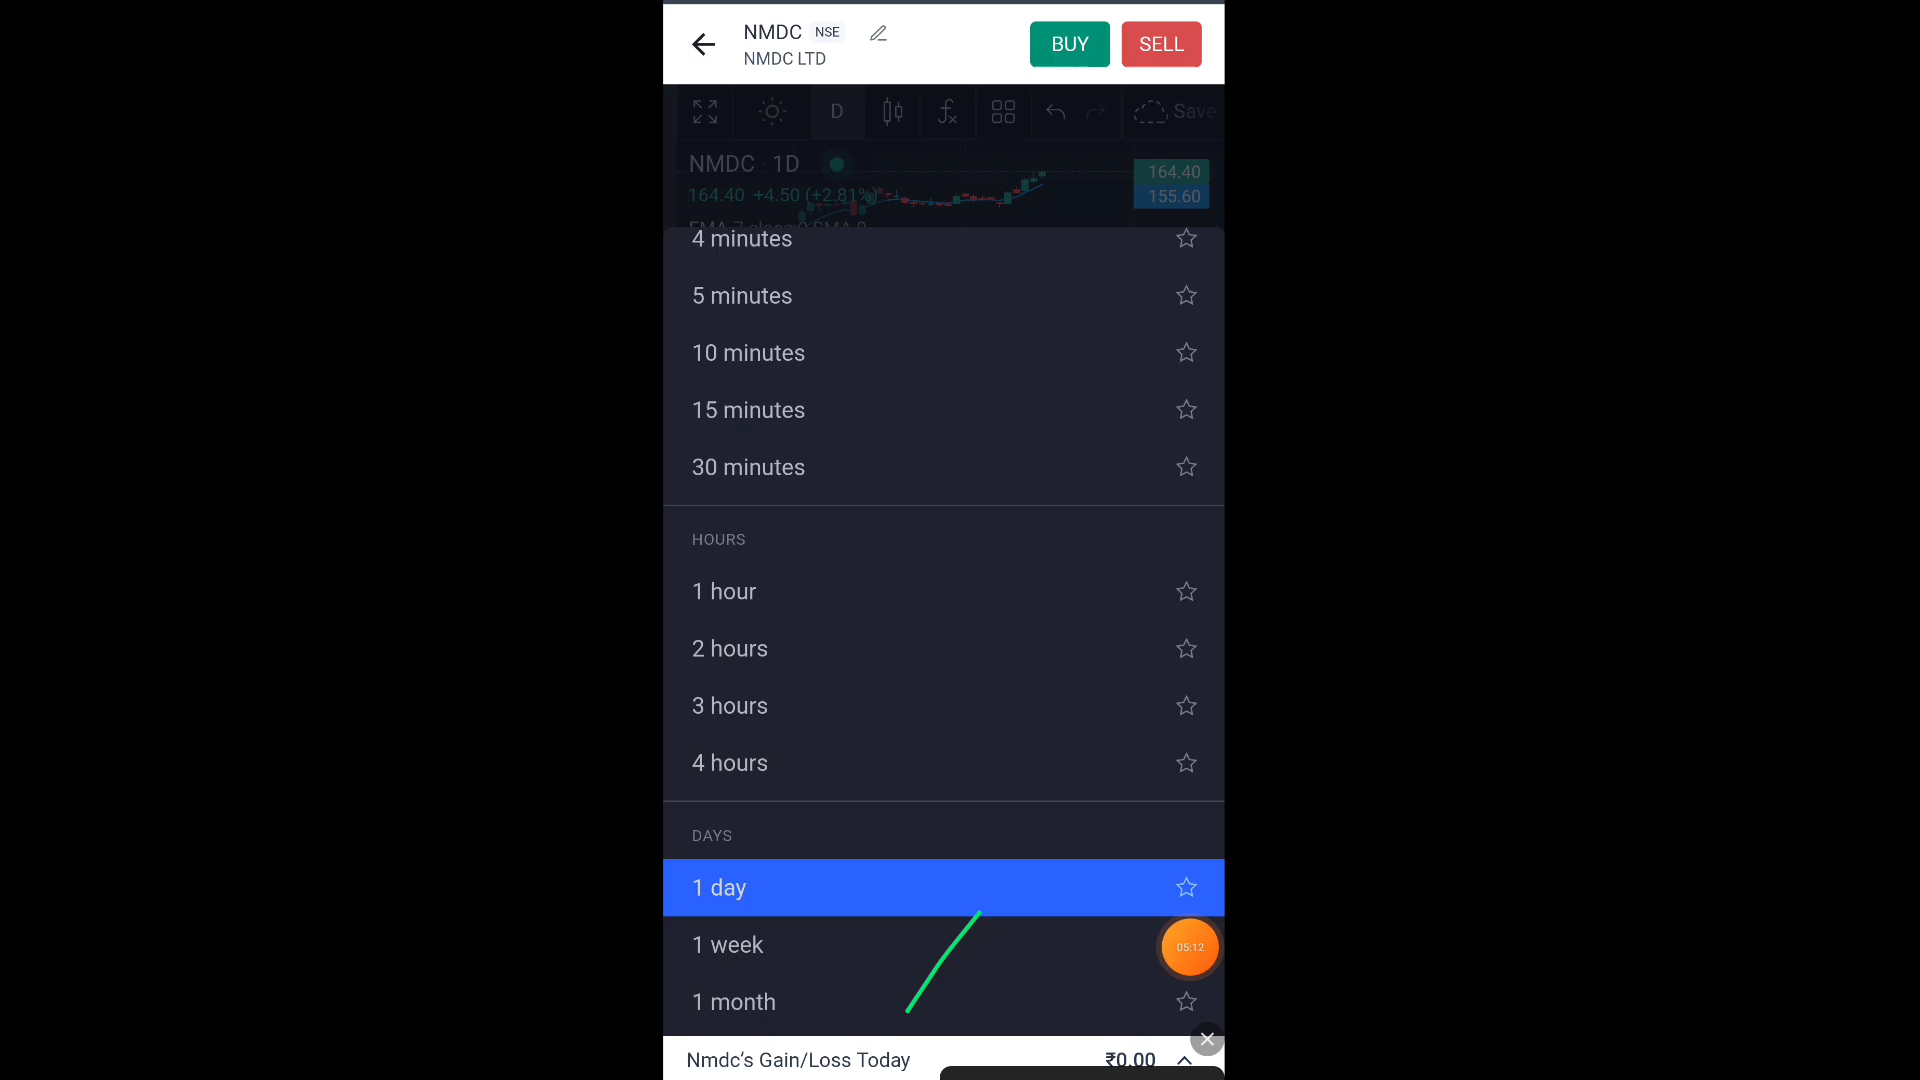 NMDC NSE
NMDC LTD
BUY
SELL
D
Save
NMDC · 1D
164.40 +4.50 (+2.81%)
164.40
155.60
4 minutes
5 minutes
10 minutes
15 minutes
30 minutes
HOURS
1 hour
2 hours
3 hours
4 hours
DAYS
1 day
1 week
05:12
1 month
Nmdc's Gain/Loss Today ₹0.00